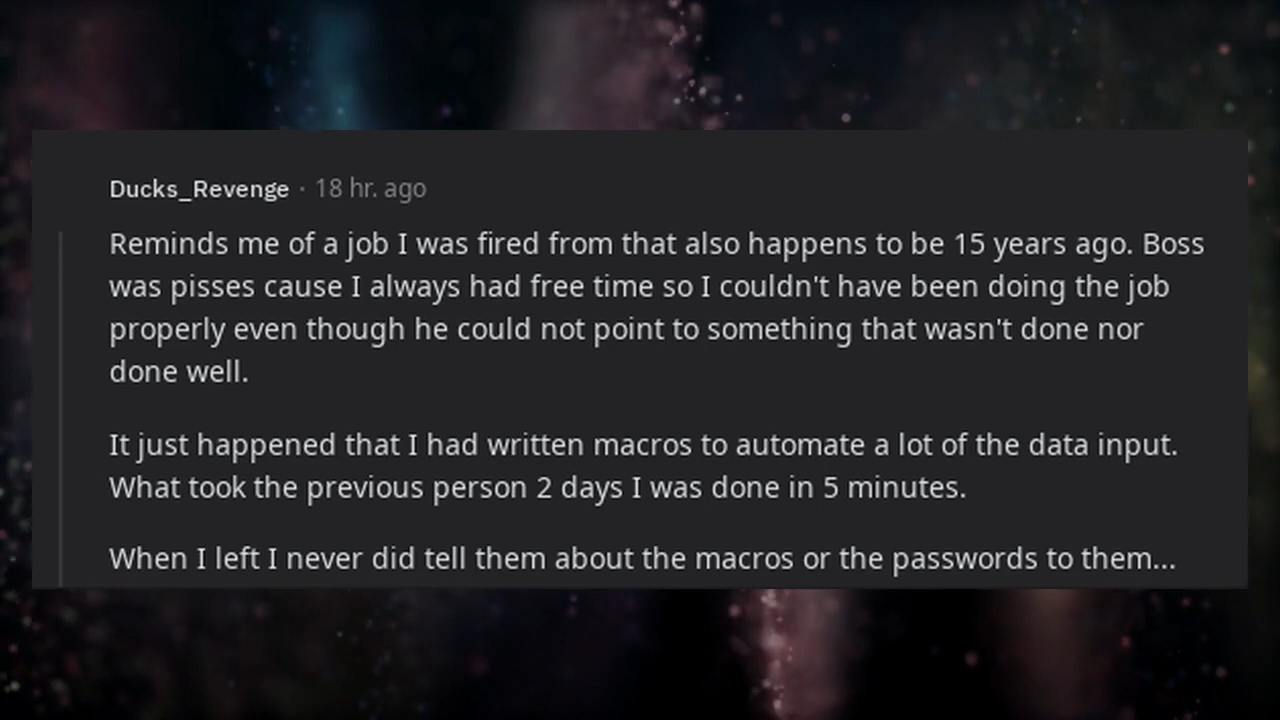 Ducks_Revenge · 18 hr. ago
Reminds me of a job I was fired from that also happens to be 15 years ago. Boss
was pisses cause I always had free time so I couldn't have been doing the job
properly even though he could not point to something that wasn't done nor
done well.
It just happened that I had written macros to automate a lot of the data input.
What took the previous person 2 days I was done in 5 minutes.
When I left I never did tell them about the macros or the passwords to them...